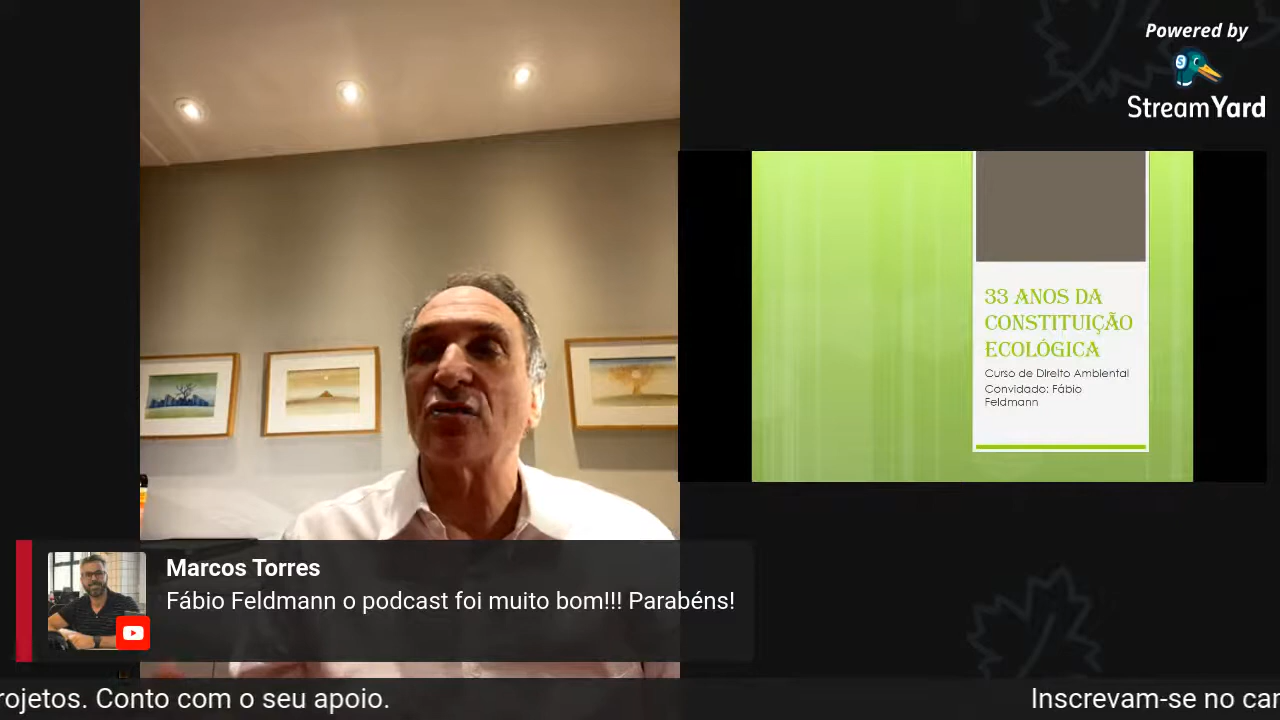 Powered by
StreamYard
33 ANOS DA
CONSTITUIÇÃO
ECOLÓGICA
Curso de Direito Ambiental
Convidado: Fábio
Feldmann
Marcos Torres
Fábio Feldmann o podcast foi muito bom!!! Parabéns!
rojetos. Conto com o seu apoio.
Inscrevam-se no can